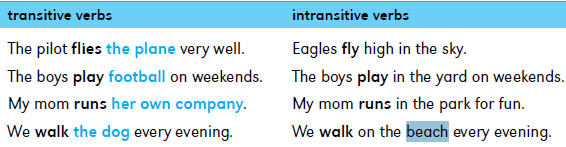 transitive verbs intransitive verbs
The pilot flies the plane very well. Eagles fly high in the sky.
The boys play football on weekends. The boys play in the yard on weekends.
My mom runs her own company. My mom runs in the park for fun.
We walk the dog every evening. We walk on the beach every evening.